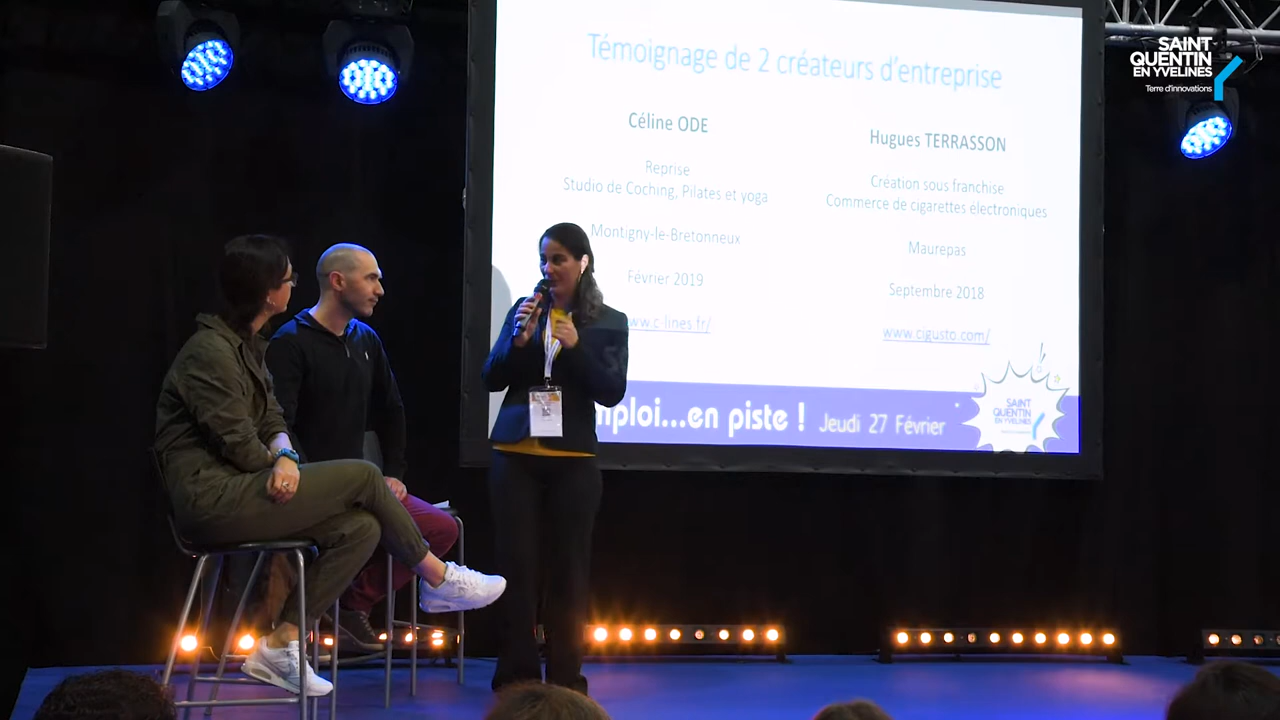 Témoignage de 2 créateurs d'entreprise
Céline ODE
Reprise
Studio de Coching, Pilates et yoga
Montigny-le-Bretonneux
Février 2019
ww.c-lines.fr/
Hugues TERRASSON
Création sous franchise
Commerce de cigarettes électroniques
Maurepas
Septembre 2018
www.cigusto.com/
mploi...en piste ! Jeudi 27 Février
SAINT
QUENTIN
EN YVELINES
SAINT
QUENTIN
EN YVELINES
Terre d'innovations